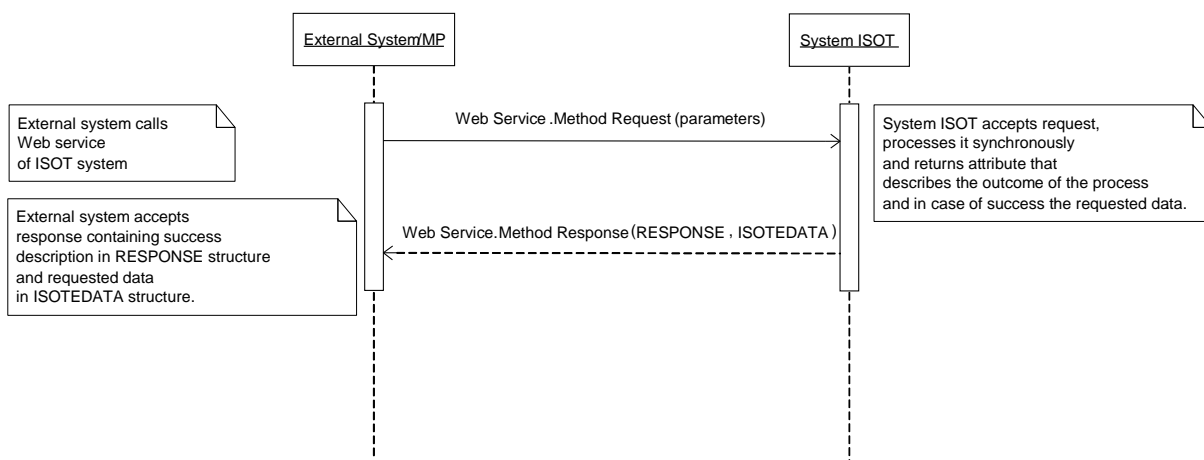 External System/MP
System ISOT
External system calls
Web service
of ISOT system
Web Service .Method Request (parameters)
System ISOT accepts request,
processes it synchronously
and returns attribute that
describes the outcome of the process
and in case of success the requested data.
External system accepts
response containing success
description in RESPONSE structure
and requested data
in ISOTEDATA structure.
Web Service.Method Response (RESPONSE , ISOTEDATA )